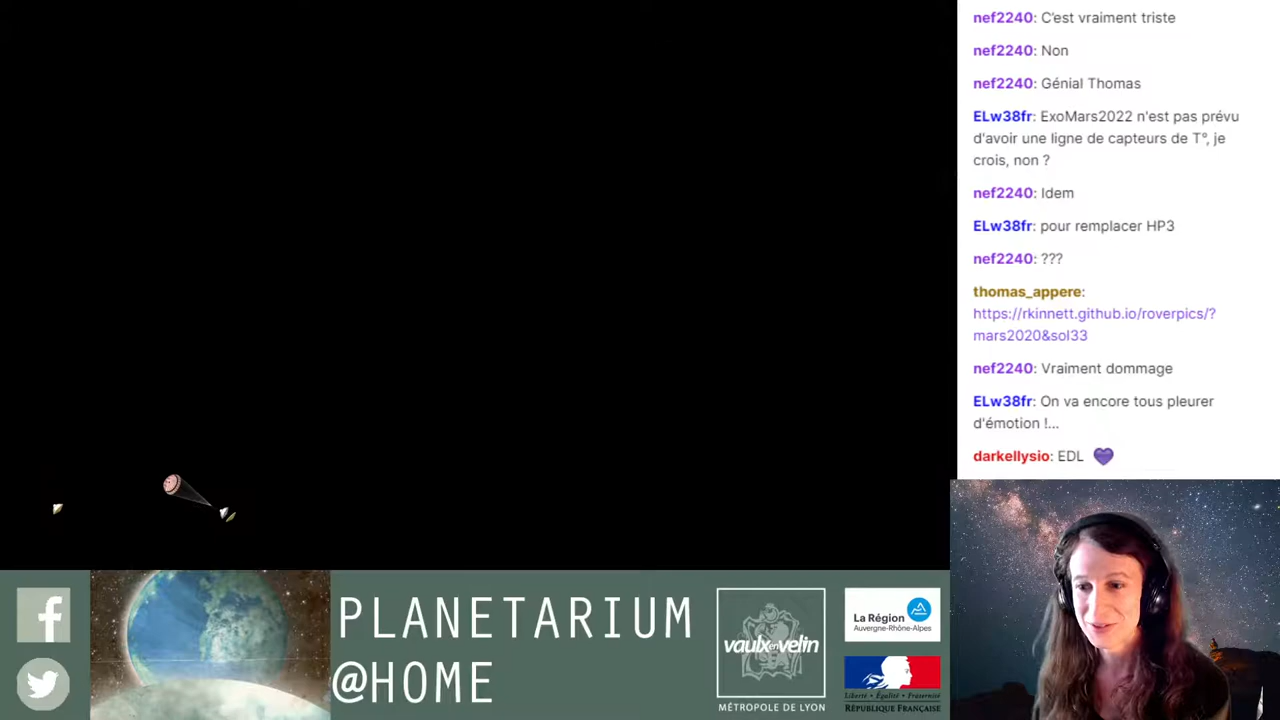 nef2240: C'est vraiment triste
nef2240: Non
nef2240: Génial Thomas
ELw38fr: ExoMars2022 n'est pas prévu
d'avoir une ligne de capteurs de T°, je
crois, non ?
nef2240: Idem
ELw38fr: pour remplacer HP3
nef2240: ???
thomas_appere:
https://rkinnett.github.io/roverpics/?
mars2020&sol33
nef2240: Vraiment dommage
ELw38fr: On va encore tous pleurer
d'émotion !...
darkellysio: EDL 💜
PLANETARIUM
@HOME
vaulx en velin
MÉTROPOLE DE LYON
La Région
Auvergne-Rhône-Alpes
Liberté • Égalité • Fraternité
RÉPUBLIQUE FRANÇAISE